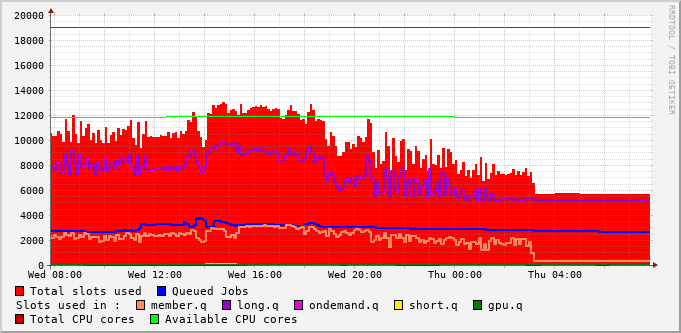 20000
18000
16000
14000
12000
10000
8000
6000
4000
2000
0
Wed 08:00 Wed 12:00 Wed 16:00 Wed 20:00 Thu 00:00 Thu 04:00
Total slots used Queued Jobs
Slots used in : member.q long.q ondemand.q short.q gpu.q
Total CPU cores Available CPU cores
RRDTOOL / TOBI OETIKER